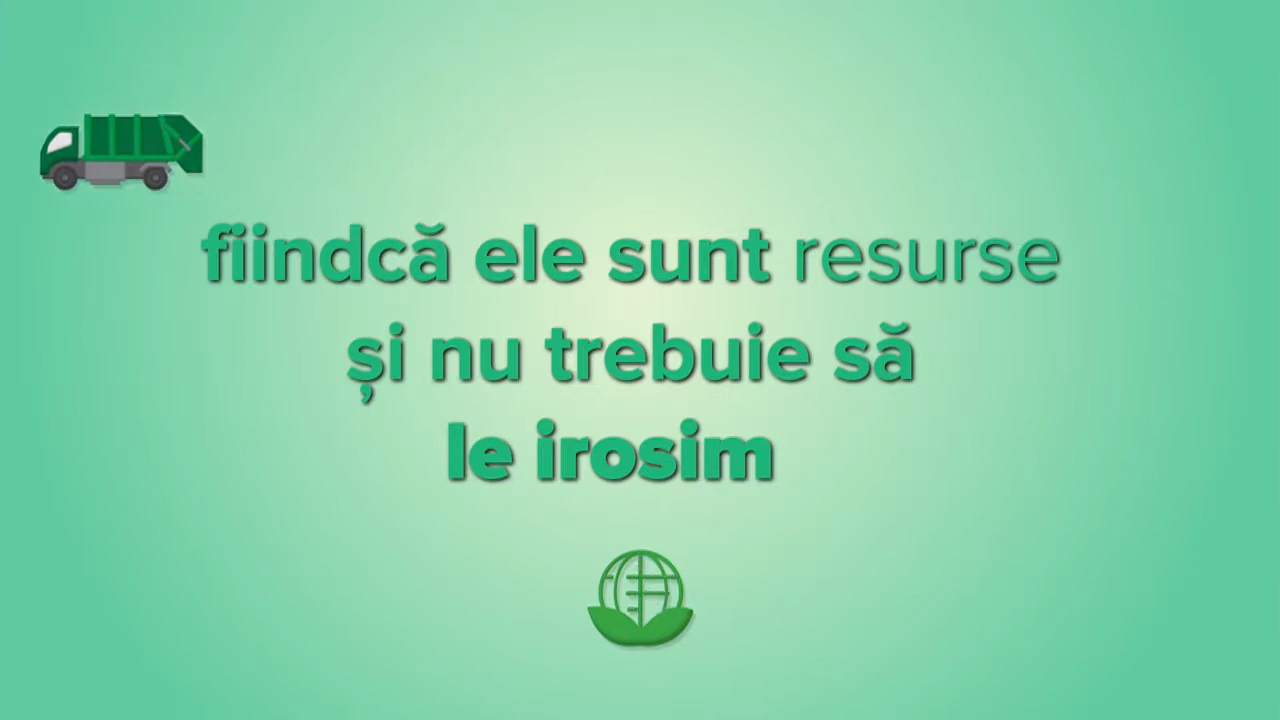 fiindcă ele sunt resurse
și nu trebuie să
le irosim